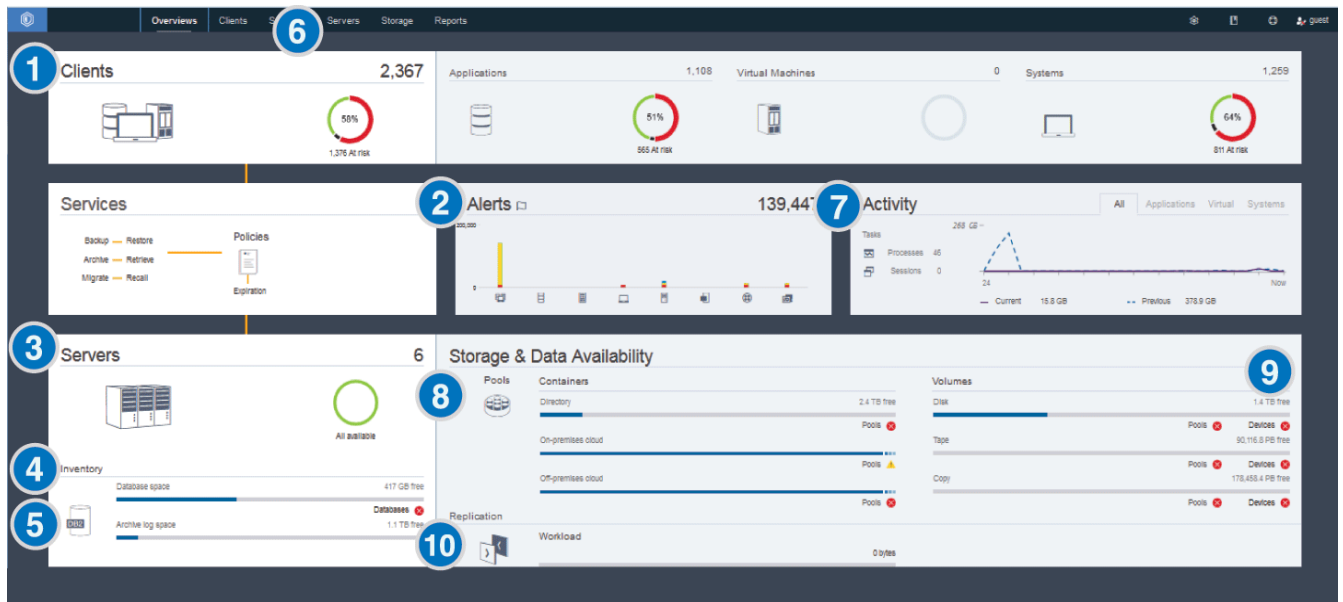 Overviews Clients Servers Storage Reports guest
6
1 Clients 2,367
58%
1,376 At risk
Applications 1,108
51%
565 At risk
Virtual Machines 0
Systems 1,259
64%
811 At risk
Services
Backup Restore
Archive Retrieve
Migrate Recall
Policies
Expiration
2 Alerts 139,447
200,000
0
7 Activity All Applications Virtual Systems
Tasks
Processes 46
Sessions 0
268 GB
24 Now
Current 15.8 GB Previous 378.9 GB
3 Servers 6
All available
4 Inventory
Database space 417 GB free
Databases
5 DB2
Archive log space 1.1 TB free
Storage & Data Availability
8 Pools
Containers
Directory 2.4 TB free
Pools
On-premises cloud
Pools
Off-premises cloud
Pools
9
Volumes
Disk 1.4 TB free
Pools Devices
Tape 90,116.8 PB free
Pools Devices
Copy 178,458.4 PB free
Pools Devices
Replication
10 Workload
0 bytes